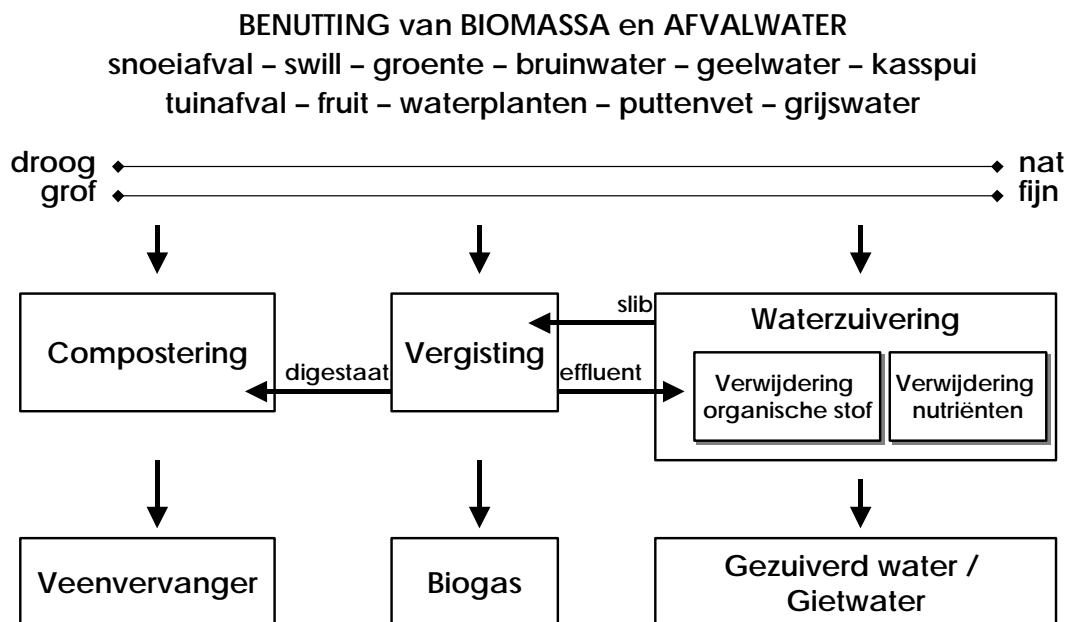 BENUTTING van BIOMASSA en AFVALWATER
snoeiafval – swill – groente – bruinwater – geelwater – kasspui
tuinafval – fruit – waterplanten – puttenvet – grijswater
droog
nat
grof
fijn
slib
Waterzuivering
Compostering
Vergisting
digestaat
effluent
Verwijdering
organische stof
Verwijdering
nutriënten
Veenvervanger
Biogas
Gezuiverd water /
Gietwater